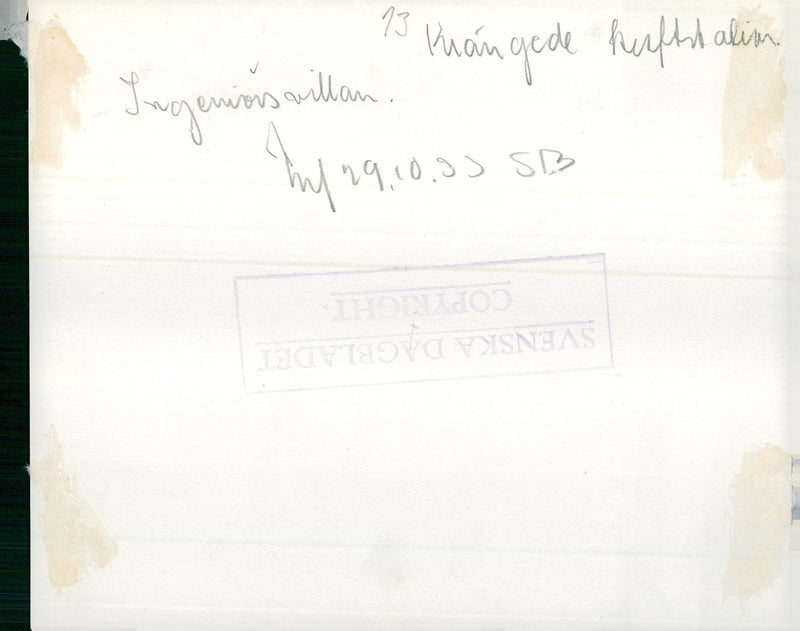 13 Krångede kraftstation
Ingeniörsvillan.
Inf 29.10.33 SB
SVENSKA DAGBLADET
COPYRIGHT